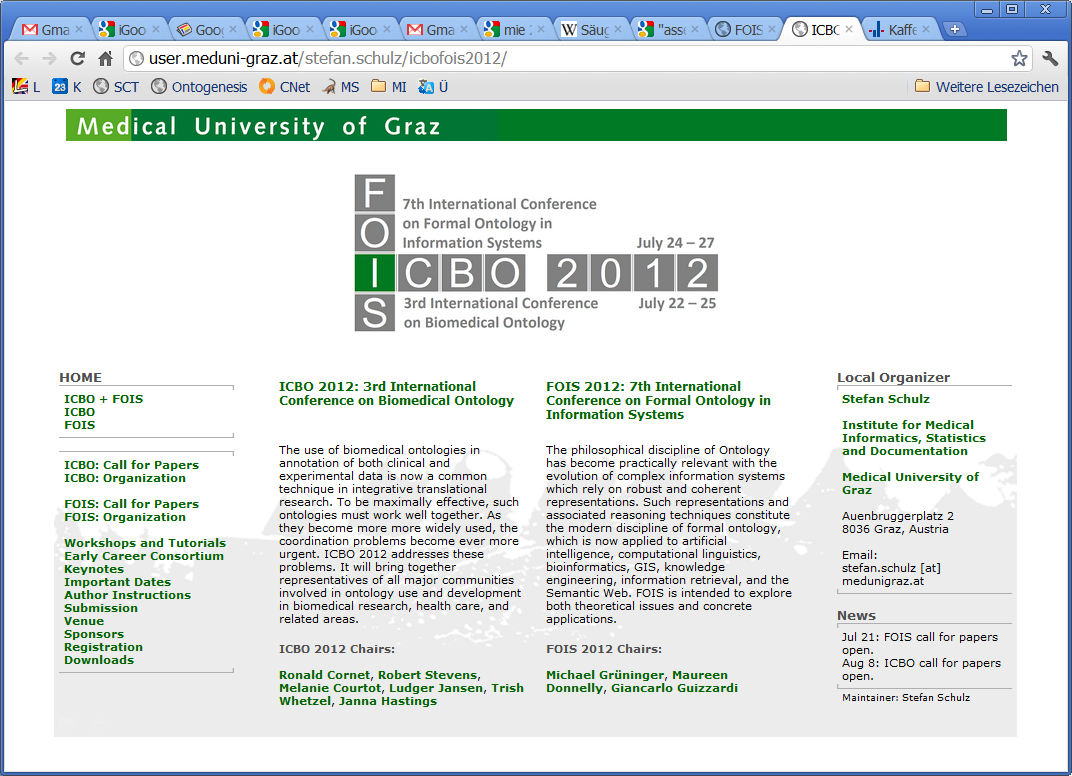 Gma iGoo Goog iGoo iGoo Gma mie Säug "asso FOIS ICBO Kaffe
user.meduni-graz.at/stefan.schulz/icbofois2012/
L 23 K SCT Ontogenesis CNet MS MI Ü Weitere Lesezeichen
Medical University of Graz
FOIS
7th International Conference
on Formal Ontology in
Information Systems July 24 – 27
ICBO 2012
3rd International Conference July 22 – 25
on Biomedical Ontology
HOME
ICBO + FOIS
ICBO
FOIS
ICBO: Call for Papers
ICBO: Organization
FOIS: Call for Papers
FOIS: Organization
Workshops and Tutorials
Early Career Consortium
Keynotes
Important Dates
Author Instructions
Submission
Venue
Sponsors
Registration
Downloads
ICBO 2012: 3rd International
Conference on Biomedical Ontology
The use of biomedical ontologies in
annotation of both clinical and
experimental data is now a common
technique in integrative translational
research. To be maximally effective, such
ontologies must work well together. As
they become more more widely used, the
coordination problems become ever more
urgent. ICBO 2012 addresses these
problems. It will bring together
representatives of all major communities
involved in ontology use and development
in biomedical research, health care, and
related areas.
ICBO 2012 Chairs:
Ronald Cornet, Robert Stevens,
Melanie Courtot, Ludger Jansen, Trish
Whetzel, Janna Hastings
FOIS 2012: 7th International
Conference on Formal Ontology in
Information Systems
The philosophical discipline of Ontology
has become practically relevant with the
evolution of complex information systems
which rely on robust and coherent
representations. Such representations and
associated reasoning techniques constitute
the modern discipline of formal ontology,
which is now applied to artificial
intelligence, computational linguistics,
bioinformatics, GIS, knowledge
engineering, information retrieval, and the
Semantic Web. FOIS is intended to explore
both theoretical issues and concrete
applications.
FOIS 2012 Chairs:
Michael Grüninger, Maureen
Donnelly, Giancarlo Guizzardi
Local Organizer
Stefan Schulz
Institute for Medical
Informatics, Statistics
and Documentation
Medical University of
Graz
Auenbruggerplatz 2
8036 Graz, Austria
Email:
stefan.schulz [at]
medunigraz.at
News
Jul 21: FOIS call for papers
open.
Aug 8: ICBO call for papers
open.
Maintainer: Stefan Schulz